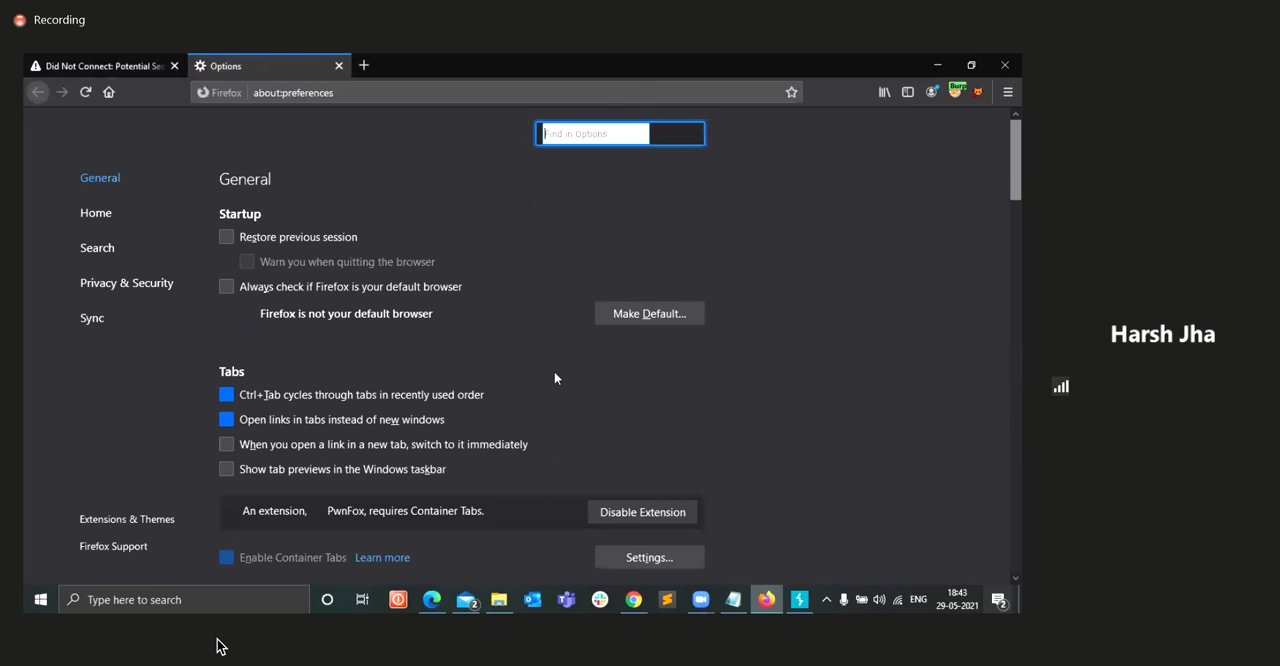 Recording
Did Not Connect: Potential Sec
Options
Firefox
about:preferences
Burp
Find in Options
General
General
Home
Startup
Restore previous session
Search
Warn you when quitting the browser
Privacy & Security
Always check if Firefox is your default browser
Sync
Firefox is not your default browser
Make Default...
Harsh Jha
Tabs
Ctrl+Tab cycles through tabs in recently used order
Open links in tabs instead of new windows
When you open a link in a new tab, switch to it immediately
Show tab previews in the Windows taskbar
An extension, PwnFox, requires Container Tabs.
Disable Extension
Extensions & Themes
Firefox Support
Enable Container Tabs Learn more
Settings...
Type here to search
2
ENG
18:43
29-05-2021
2